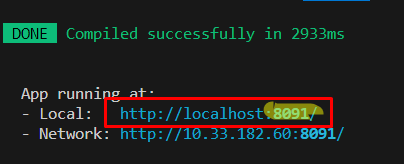 DONE Compiled successfully in 2933ms
App running at:
- Local: http://localhost:8091/
- Network: http://10.33.182.60:8091/